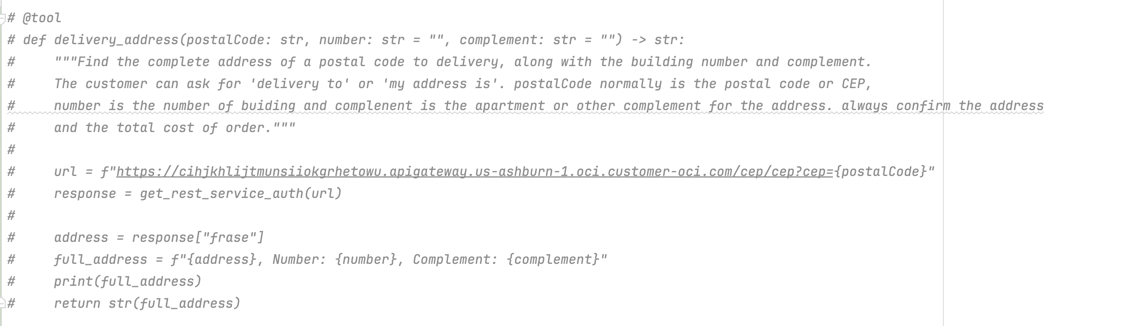 # @tool
# def delivery_address(postalCode: str, number: str = "", complement: str = "") -> str:
#     """Find the complete address of a postal code to delivery, along with the building number and complement.
#     The customer can ask for 'delivery to' or 'my address is'. postalCode normally is the postal code or CEP,
#     number is the number of buiding and complenent is the apartment or other complement for the address. always confirm the address
#     and the total cost of order."""
#
#     url = f"https://cihjkhlijtmunsiiokgrhetowu.apigateway.us-ashburn-1.oci.customer-oci.com/cep/cep?cep={postalCode}"
#     response = get_rest_service_auth(url)
#
#     address = response["frase"]
#     full_address = f"{address}, Number: {number}, Complement: {complement}"
#     print(full_address)
#     return str(full_address)